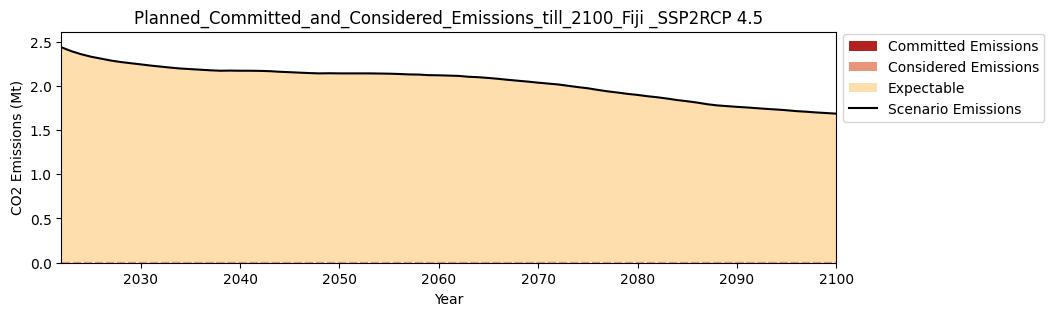 Planned_Committed_and_Considered_Emissions_till_2100_Fiji _SSP2RCP 4.5
Committed Emissions
Considered Emissions
Expectable
Scenario Emissions
CO2 Emissions (Mt)
2.5
2.0
1.5
1.0
0.5
0.0
2030 2040 2050 2060 2070 2080 2090 2100
Year